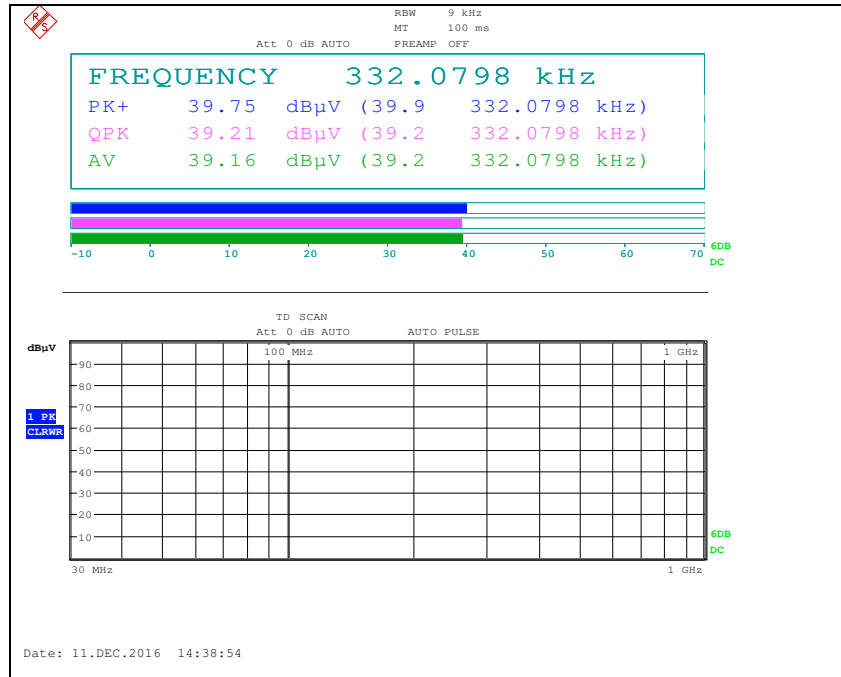 R S
RBW 9 kHz
MT 100 ms
Att 0 dB AUTO PREAMP OFF
FREQUENCY 332.0798 kHz
PK+ 39.75 dBµV (39.9 332.0798 kHz)
QPK 39.21 dBµV (39.2 332.0798 kHz)
AV 39.16 dBµV (39.2 332.0798 kHz)
-10 0 10 20 30 40 50 60 70
6DB
DC
TD SCAN
Att 0 dB AUTO AUTO PULSE
dBµV
100 MHz 1 GHz
90
80
70
1 PK
CLRWR
60
50
40
30
20
10
6DB
DC
30 MHz 1 GHz
Date: 11.DEC.2016 14:38:54